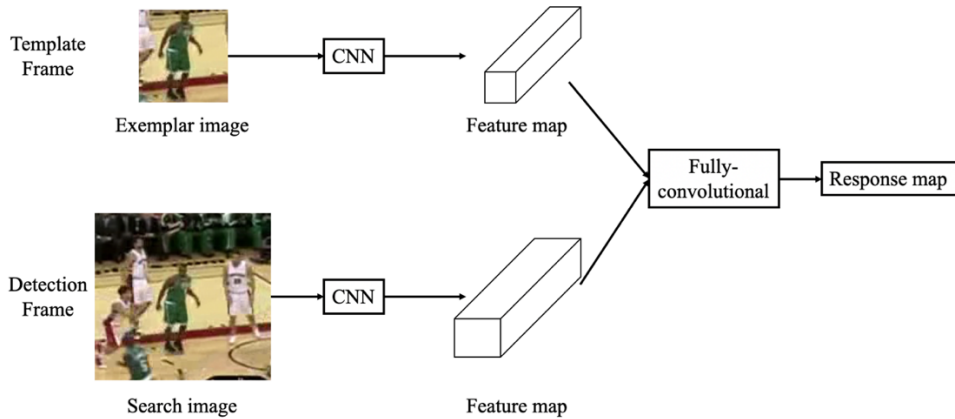 Template
Frame
CNN
Exemplar image
Feature map
Fully-
convolutional
Response map
Detection
Frame
CNN
Search image
Feature map